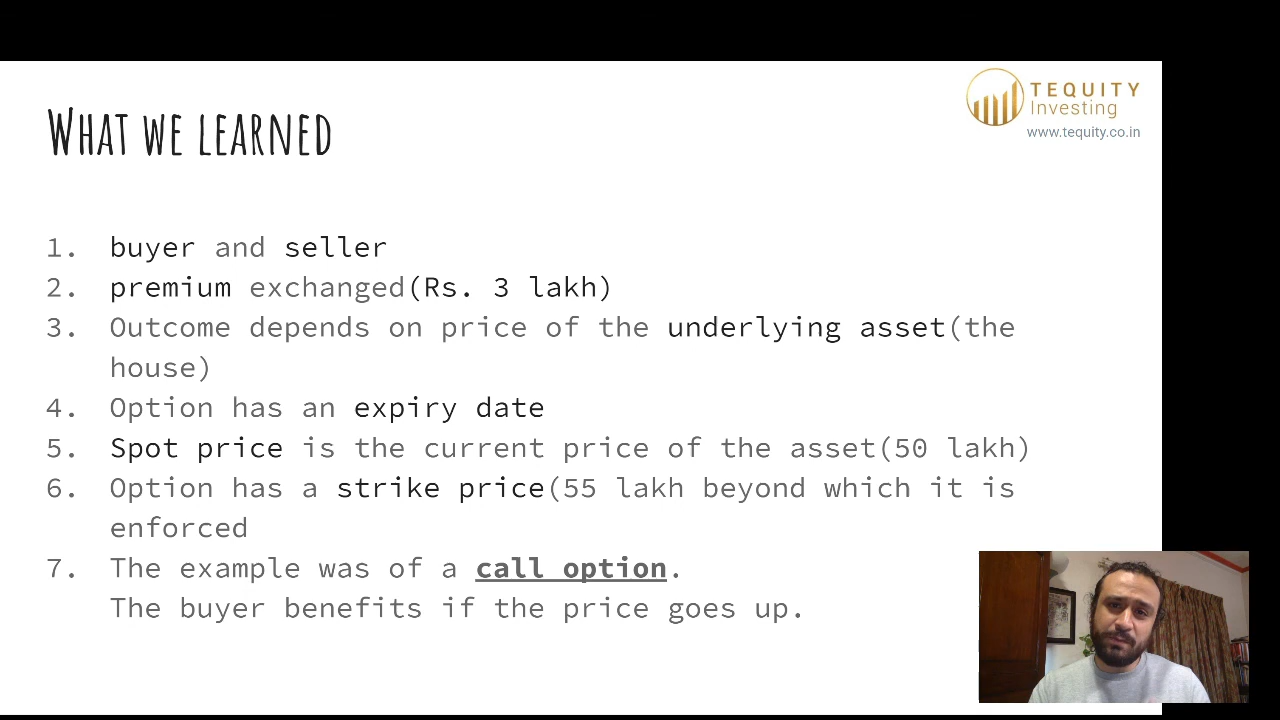 TEQUITY
Investing
www.tequity.co.in
What we learned
1. buyer and seller
2. premium exchanged(Rs. 3 lakh)
3. Outcome depends on price of the underlying asset(the
house)
4. Option has an expiry date
5. Spot price is the current price of the asset(50 lakh)
6. Option has a strike price(55 lakh beyond which it is
enforced
7. The example was of a call option.
The buyer benefits if the price goes up.